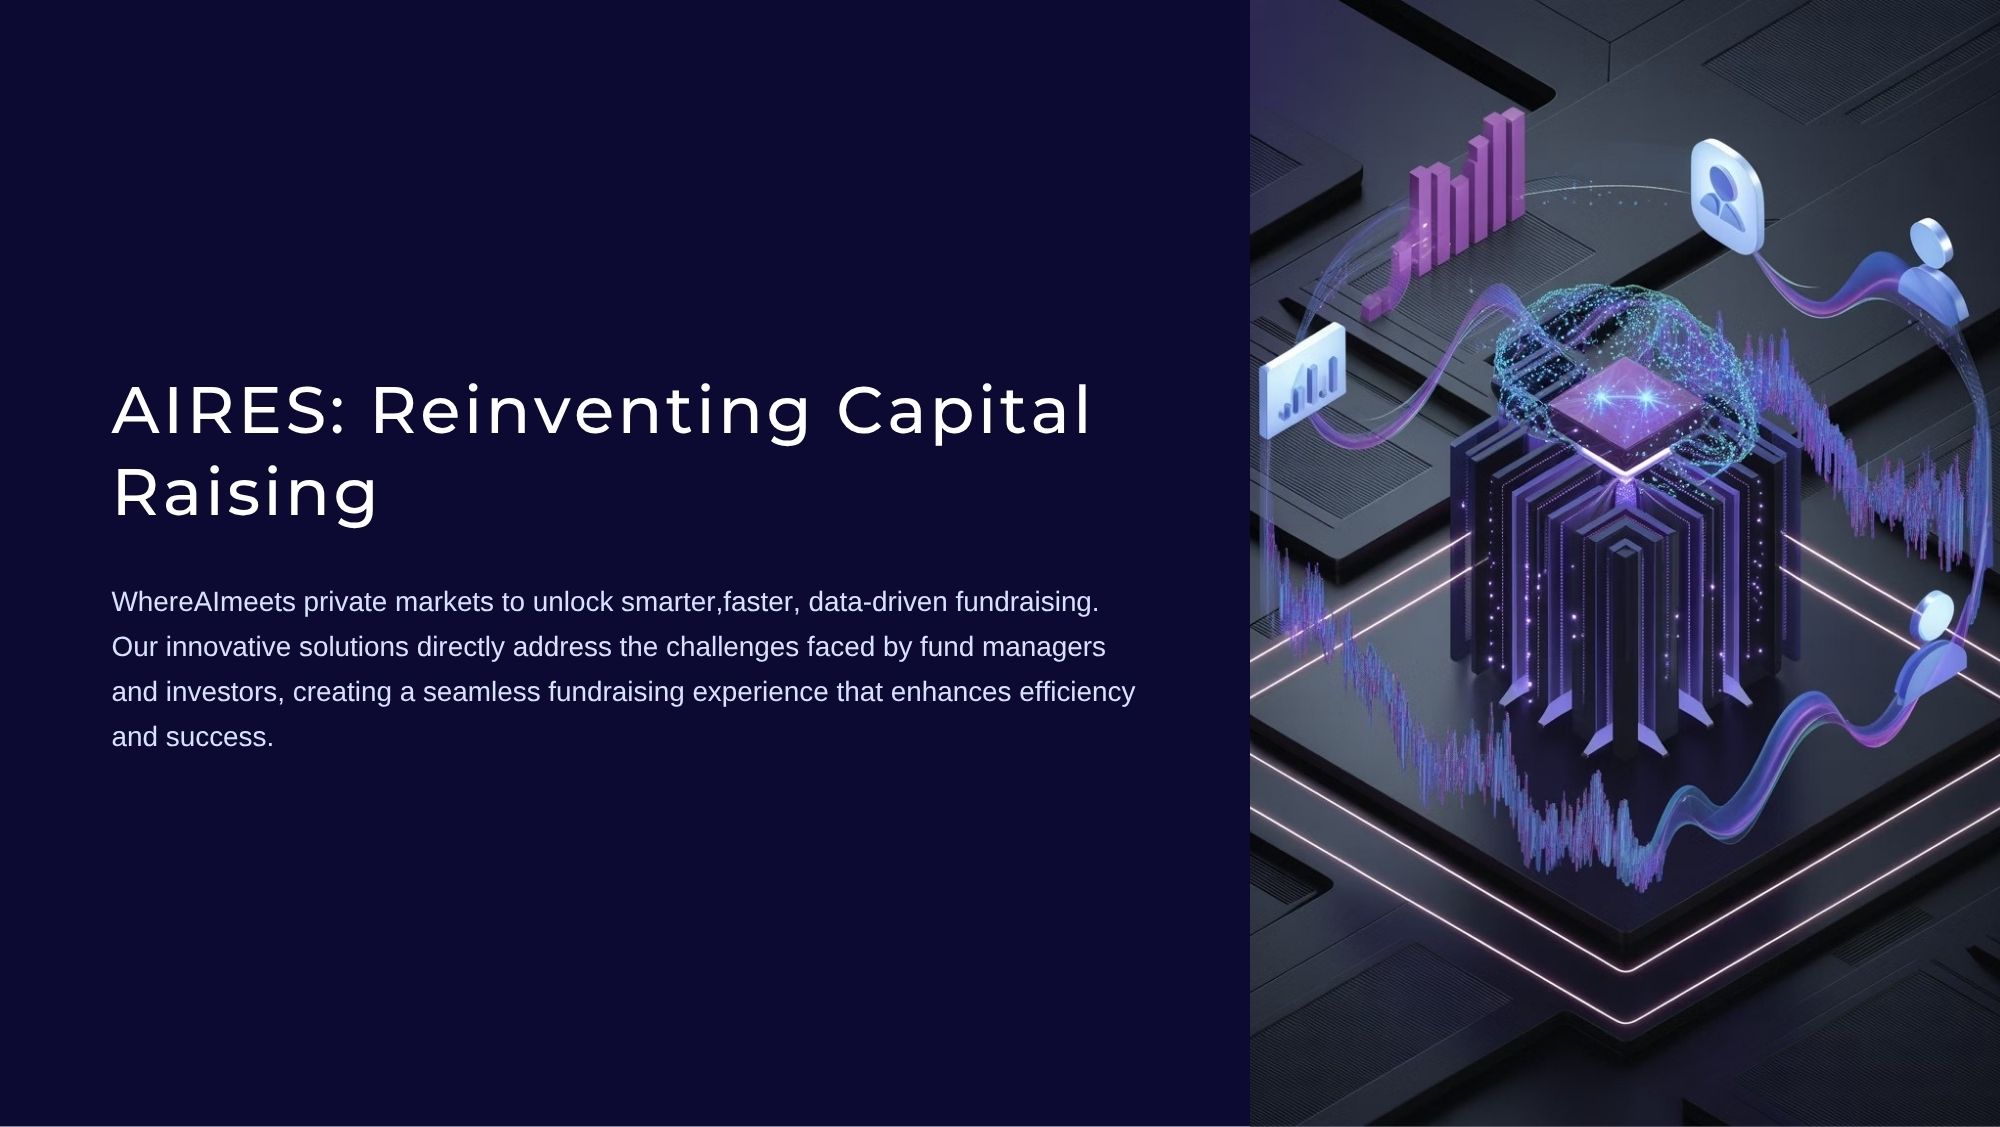 AIRES: Reinventing Capital
Raising
WhereAImeets private markets to unlock smarter,faster, data-driven fundraising.
Our innovative solutions directly address the challenges faced by fund managers
and investors, creating a seamless fundraising experience that enhances efficiency
and success.